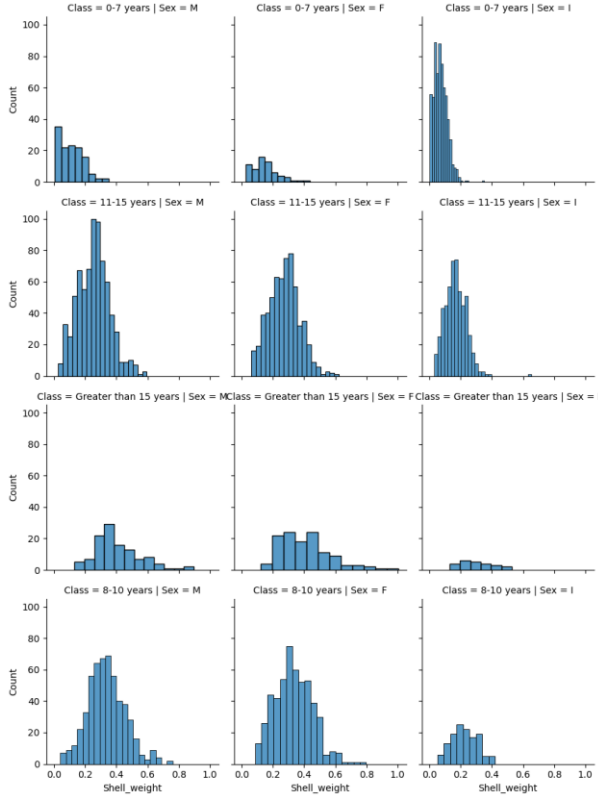 Class = 0-7 years | Sex = M Class = 0-7 years | Sex = F Class = 0-7 years | Sex = I
100
80
60
40
20
0
Count
Class = 11-15 years | Sex = M Class = 11-15 years | Sex = F Class = 11-15 years | Sex = I
100
80
60
40
20
0
Count
Class = Greater than 15 years | Sex = M Class = Greater than 15 years | Sex = F Class = Greater than 15 years | Sex =
100
80
60
40
20
0
Count
Class = 8-10 years | Sex = M Class = 8-10 years | Sex = F Class = 8-10 years | Sex = I
100
80
60
40
20
0
Count
0.0 0.2 0.4 0.6 0.8 1.0 0.0 0.2 0.4 0.6 0.8 1.0 0.0 0.2 0.4 0.6 0.8 1.0
Shell_weight Shell_weight Shell_weight